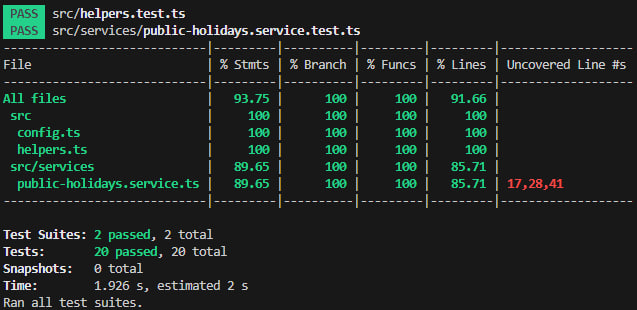 PASS src/helpers.test.ts
PASS src/services/public-holidays.service.test.ts
----------------------------|---------|----------|---------|---------|-------------------
File                        | % Stmts | % Branch | % Funcs | % Lines | Uncovered Line #s
----------------------------|---------|----------|---------|---------|-------------------
All files                   |   93.75 |      100 |     100 |   91.66 |
 src                        |     100 |      100 |     100 |     100 |
  config.ts                 |     100 |      100 |     100 |     100 |
  helpers.ts                |     100 |      100 |     100 |     100 |
 src/services               |   89.65 |      100 |     100 |   85.71 |
  public-holidays.service.ts |   89.65 |      100 |     100 |   85.71 | 17,28,41
----------------------------|---------|----------|---------|---------|-------------------
Test Suites: 2 passed, 2 total
Tests:       20 passed, 20 total
Snapshots:   0 total
Time:        1.926 s, estimated 2 s
Ran all test suites.